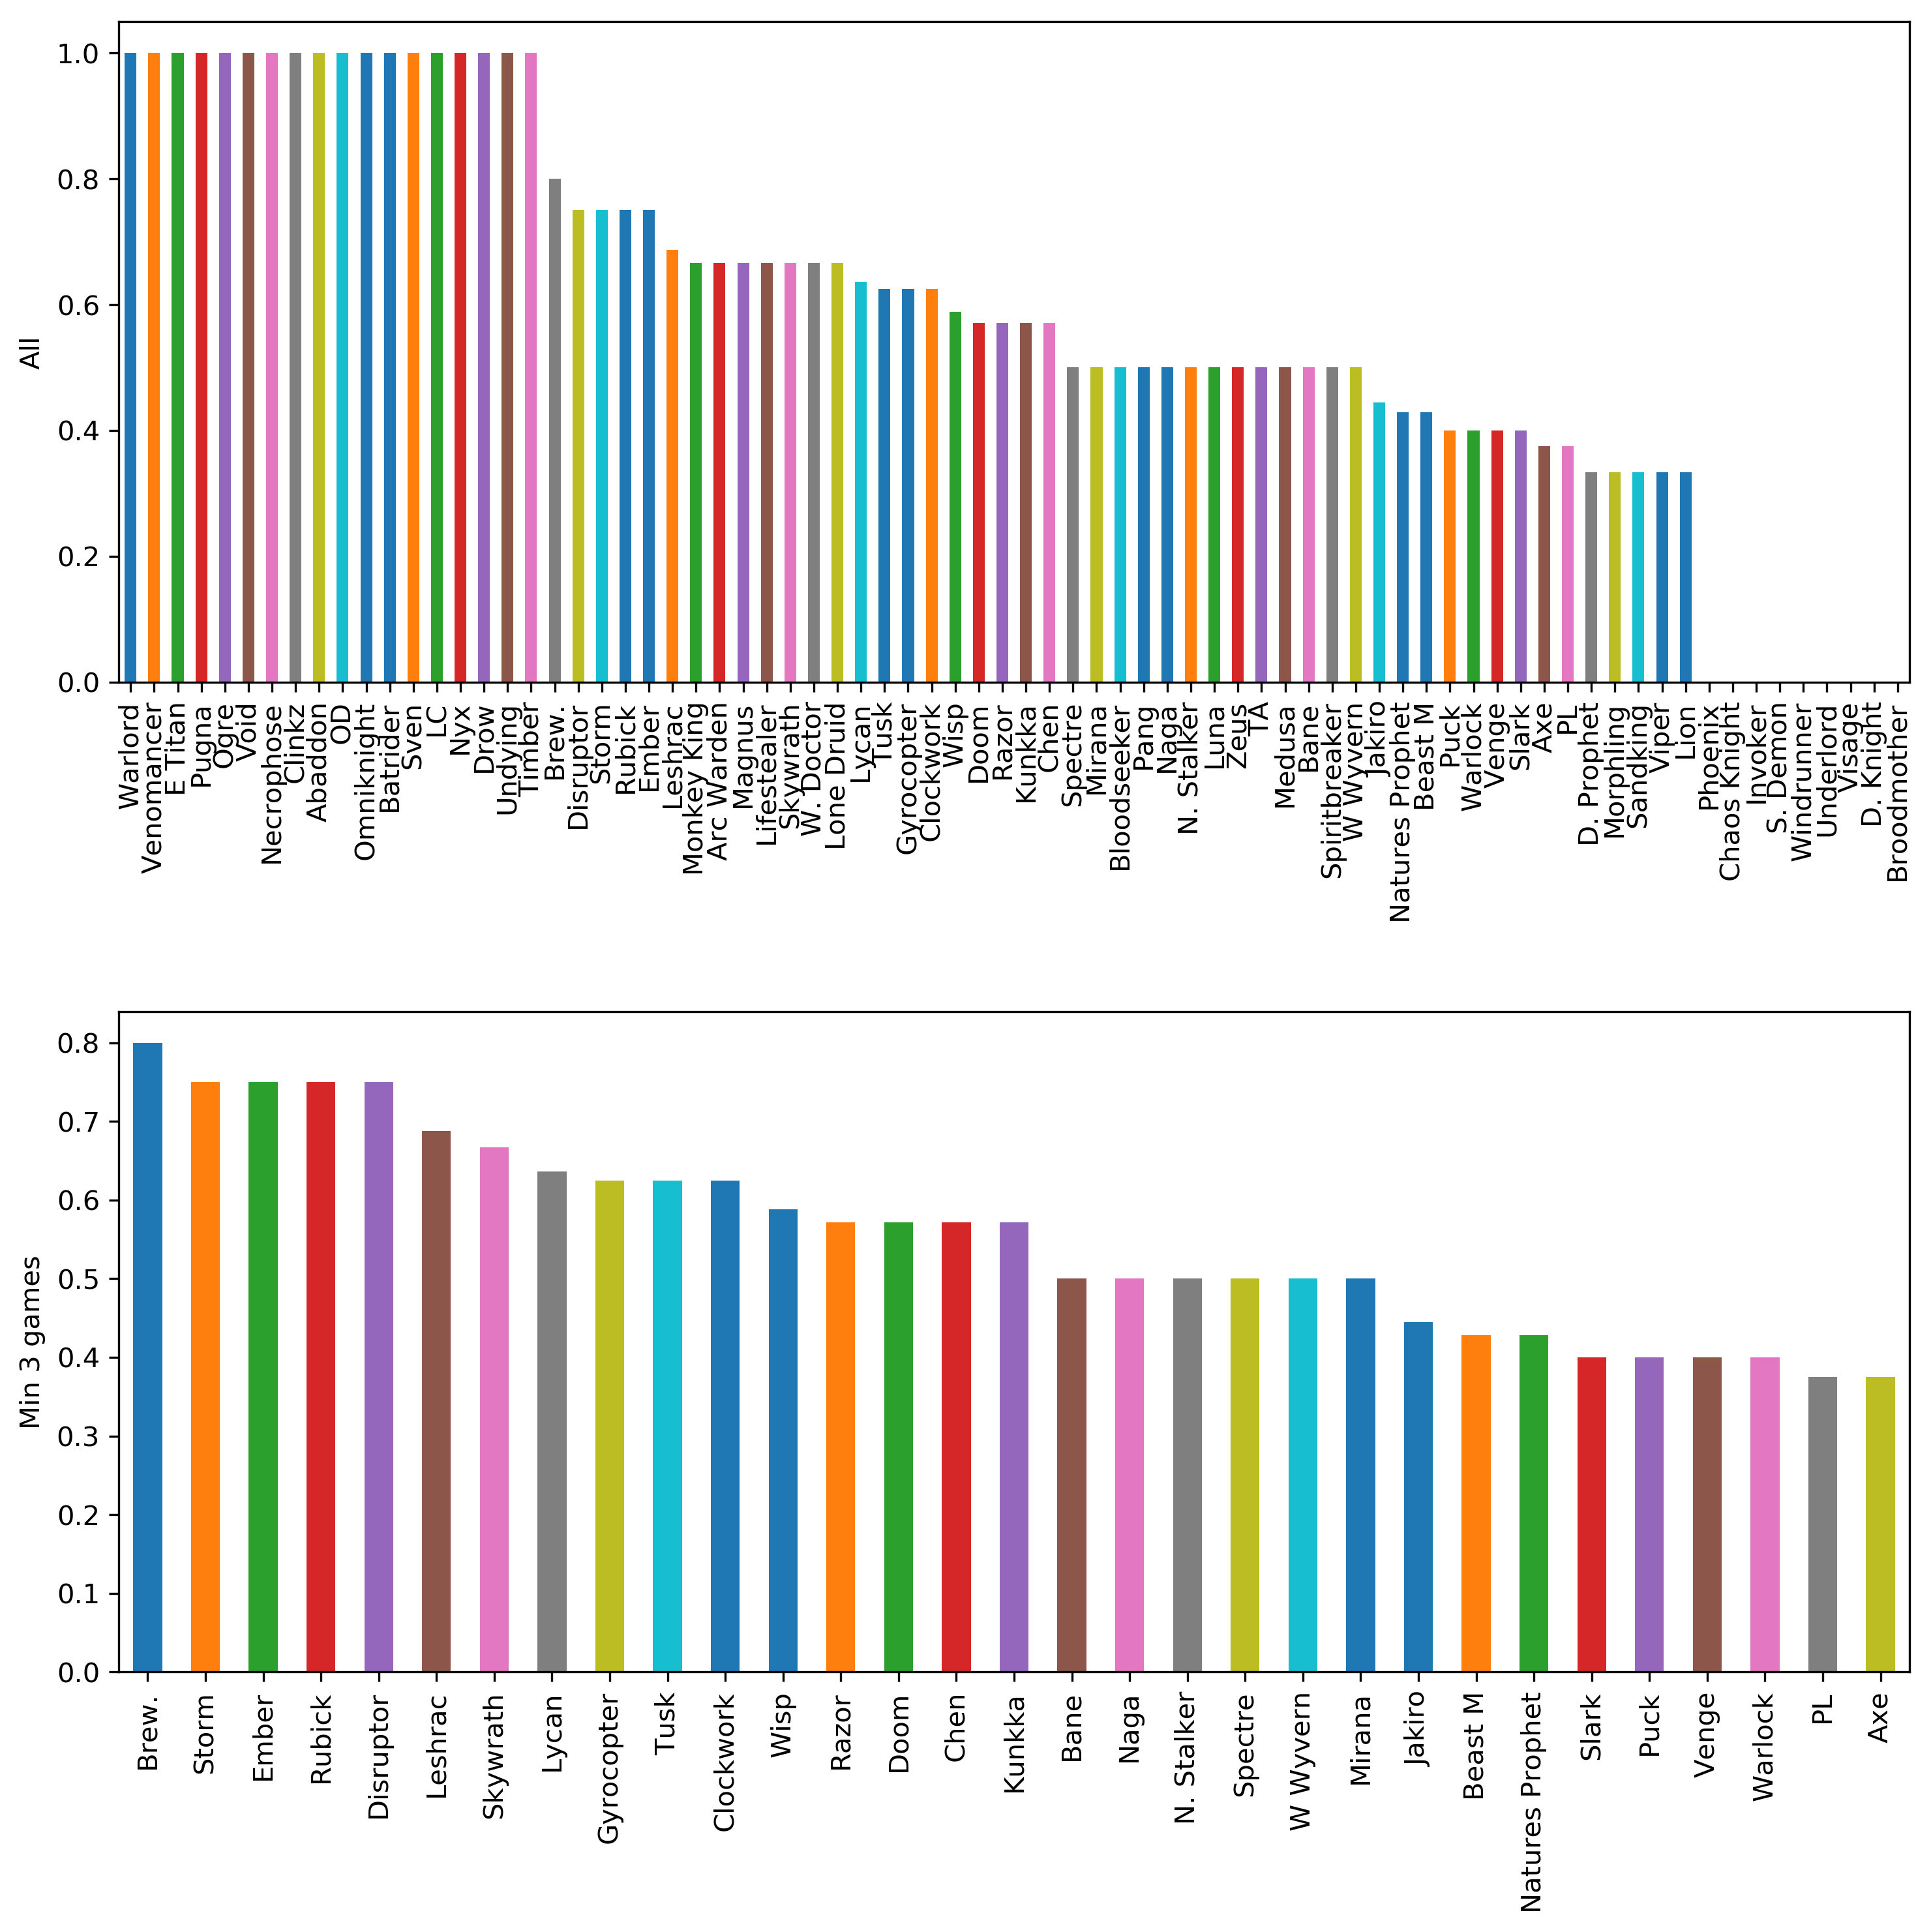 1.0
0.8
0.6
0.4
0.2
0.0
All
Warlord
Venomancer
E Titan
Pugna
Ogre
Void
Necrophose
Clinkz
Abaddon
OD
Omniknight
Batrider
Sven
LC
Nyx
Drow
Undying
Timber
Brew.
Disruptor
Storm
Rubick
Ember
Leshrac
Monkey King
Arc Warden
Magnus
Lifestealer
Skywrath
W. Doctor
Lone Druid
Lycan
Tusk
Gyrocopter
Clockwork
Wisp
Doom
Razor
Kunkka
Chen
Spectre
Mirana
Bloodseeker
Pang
Naga
N. Stalker
Luna
Zeus
TA
Medusa
Bane
Spiritbreaker
W Wyvern
Jakiro
Natures Prophet
Beast M
Puck
Warlock
Venge
Slark
Axe
PL
D. Prophet
Morphling
Sandking
Viper
Lion
Phoenix
Chaos Knight
Invoker
S. Demon
Windrunner
Underlord
Visage
D. Knight
Broodmother
0.8
0.7
0.6
0.5
0.4
0.3
0.2
0.1
0.0
Min 3 games
Brew.
Storm
Ember
Rubick
Disruptor
Leshrac
Skywrath
Lycan
Gyrocopter
Tusk
Clockwork
Wisp
Razor
Doom
Chen
Kunkka
Bane
Naga
N. Stalker
Spectre
W Wyvern
Mirana
Jakiro
Beast M
Natures Prophet
Slark
Puck
Venge
Warlock
PL
Axe